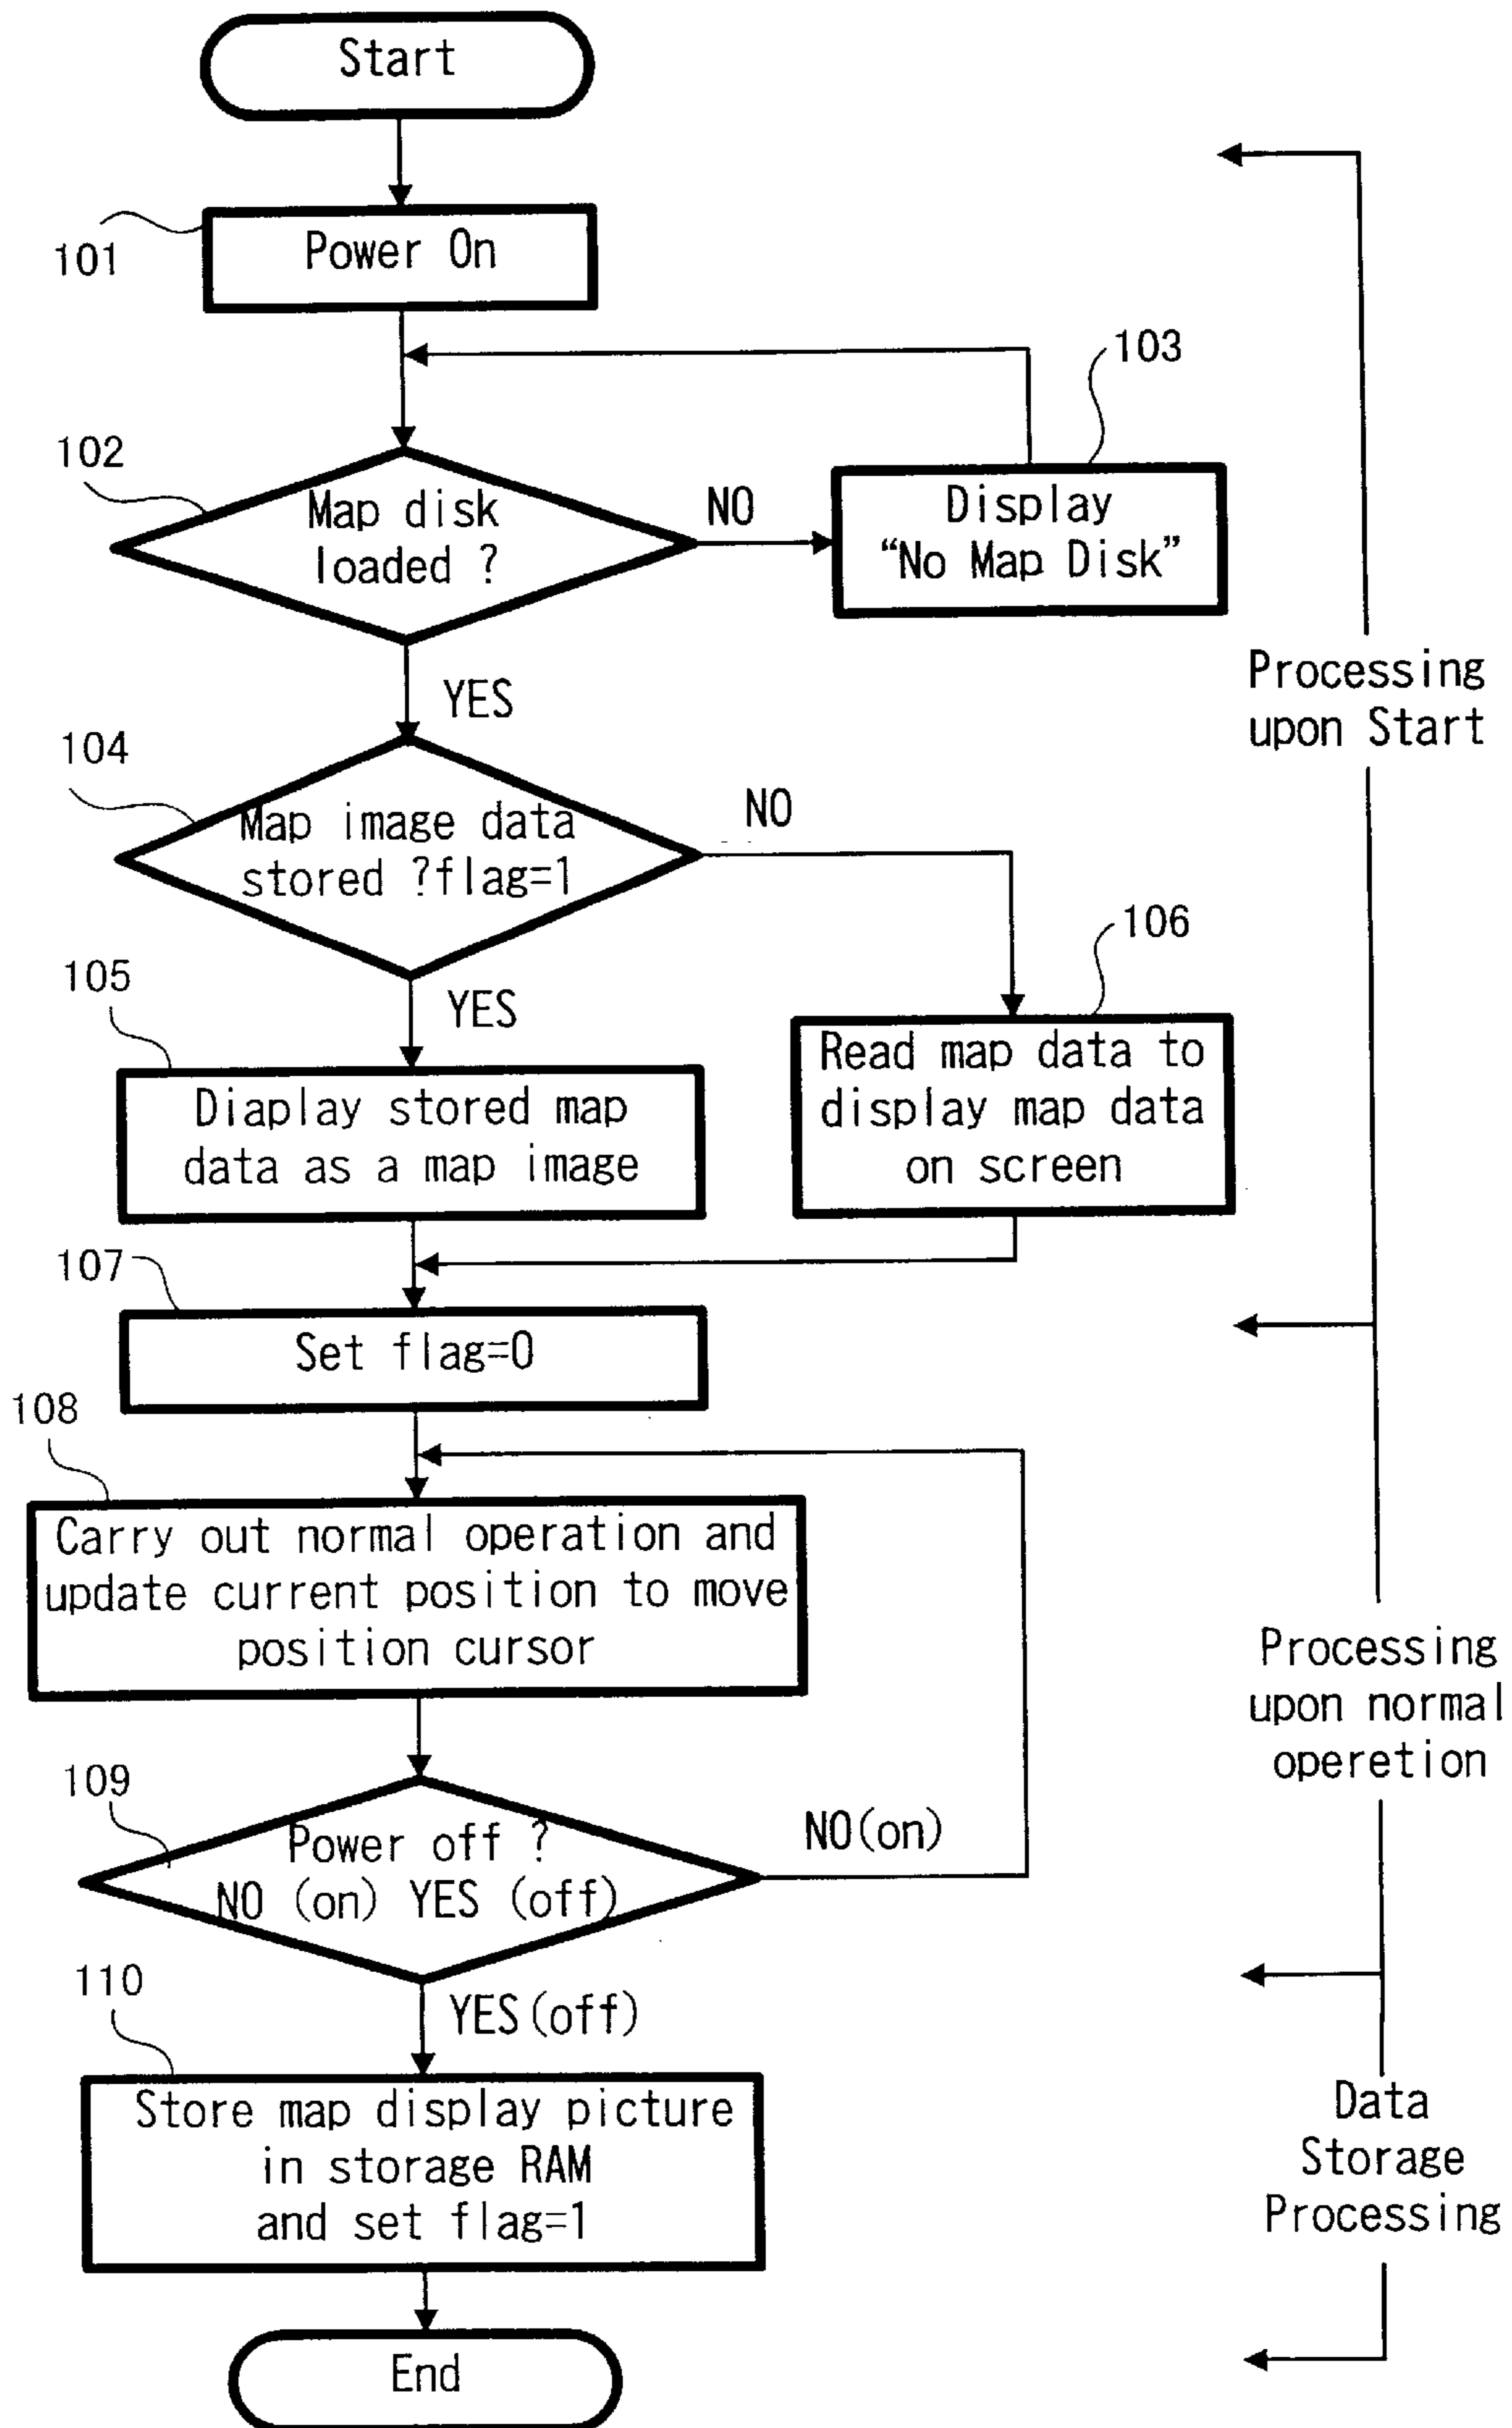 Start
101
Power On
103
102
Map disk
loaded ?
NO
Display
“No Map Disk”
YES
Processing
upon Start
104
Map image data
stored ?flag=1
NO
106
105
YES
Read map data to
display map data
on screen
Diaplay stored map
data as a map image
107
Set flag=0
108
Carry out normal operation and
update current position to move
position cursor
Processing
upon normal
operetion
109
Power off ?
NO (on) YES (off)
NO(on)
110
YES(off)
Store map display picture
in storage RAM
and set flag=1
Data
Storage
Processing
End